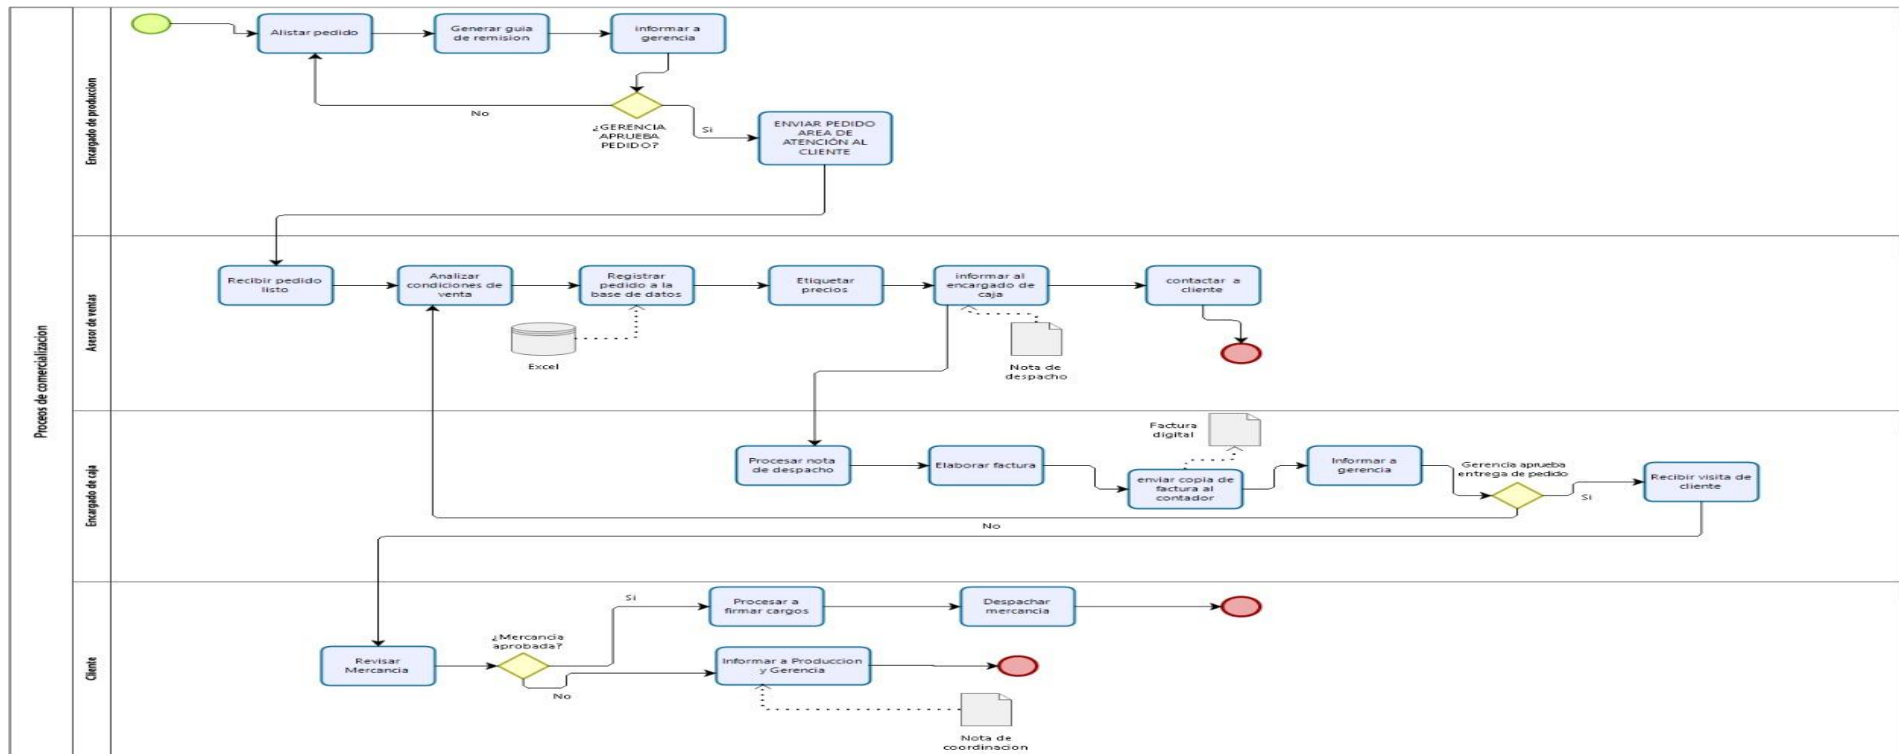 Proceos de comercializacion
Encargado de produccion
Alistar pedido
Generar guia
de remision
informar a
gerencia
No
¿GERENCIA
APRUEBA
PEDIDO?
Si
ENVIAR PEDIDO
AREA DE
ATENCIÓN AL
CLIENTE
Asesor de ventas
Recibir pedido
listo
Analizar
condiciones de
venta
Registrar
pedido a la
base de datos
Etiquetar
precios
informar al
encargado de
caja
contactar a
cliente
Excel
Nota de
despacho
Encargado de caja
Procesar nota
de despacho
Elaborar factura
Factura
digital
enviar copia de
factura al
contador
Informar a
gerencia
Gerencia aprueba
entrega de pedido
Si
Recibir visita de
cliente
No
Cliente
Revisar
Mercancia
¿Mercancia
aprobada?
Si
Procesar a
firmar cargos
Despachar
mercancia
No
Informar a Produccion
y Gerencia
Nota de
coordinacion